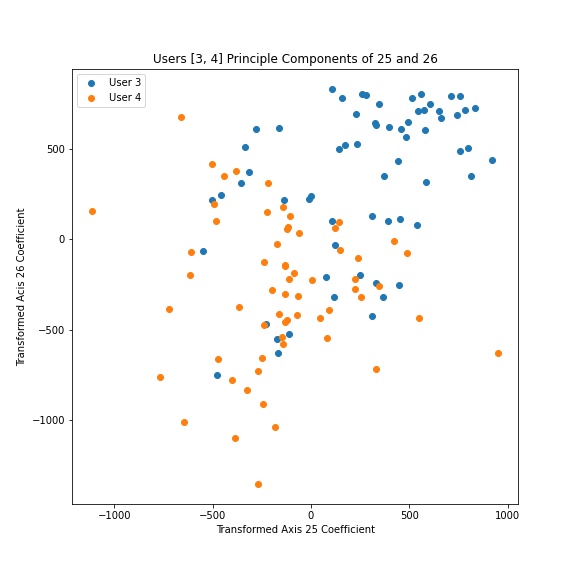 Users [3, 4] Principle Components of 25 and 26
User 3
User 4
Transformed Acis 26 Coefficient
500
0
−500
−1000
−1000
−500
0
500
1000
Transformed Axis 25 Coefficient